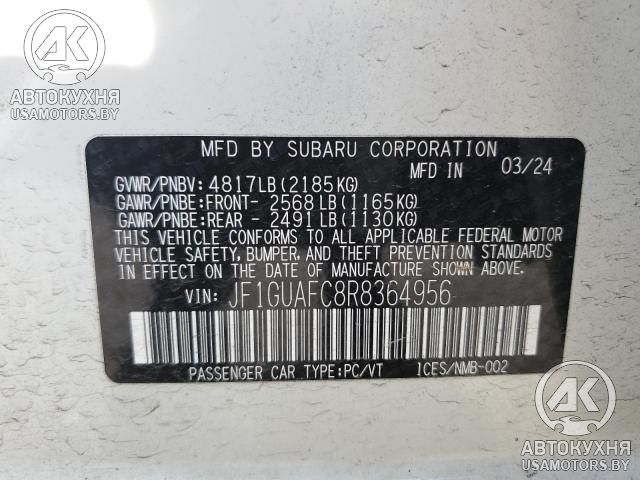 AK
АВТОКУХНЯ
USAMOTORS.BY
MFD BY SUBARU CORPORATION
MFD IN 03/24
GVWR/PNBV: 4817LB(2185KG)
GAWR/PNBE:FRONT- 2568LB(1165KG)
GAWR/PNBE:REAR - 2491LB(1130KG)
THIS VEHICLE CONFORMS TO ALL APPLICABLE FEDERAL MOTOR
VEHICLE SAFETY, BUMPER, AND THEFT PREVENTION STANDARDS
IN EFFECT ON THE DATE OF MANUFACTURE SHOWN ABOVE.
VIN: JF1GUAFC8R8364956
PASSENGER CAR TYPE:PC/VT ICES/NMB-002
AK
АВТОКУХНЯ
USAMOTORS.BY